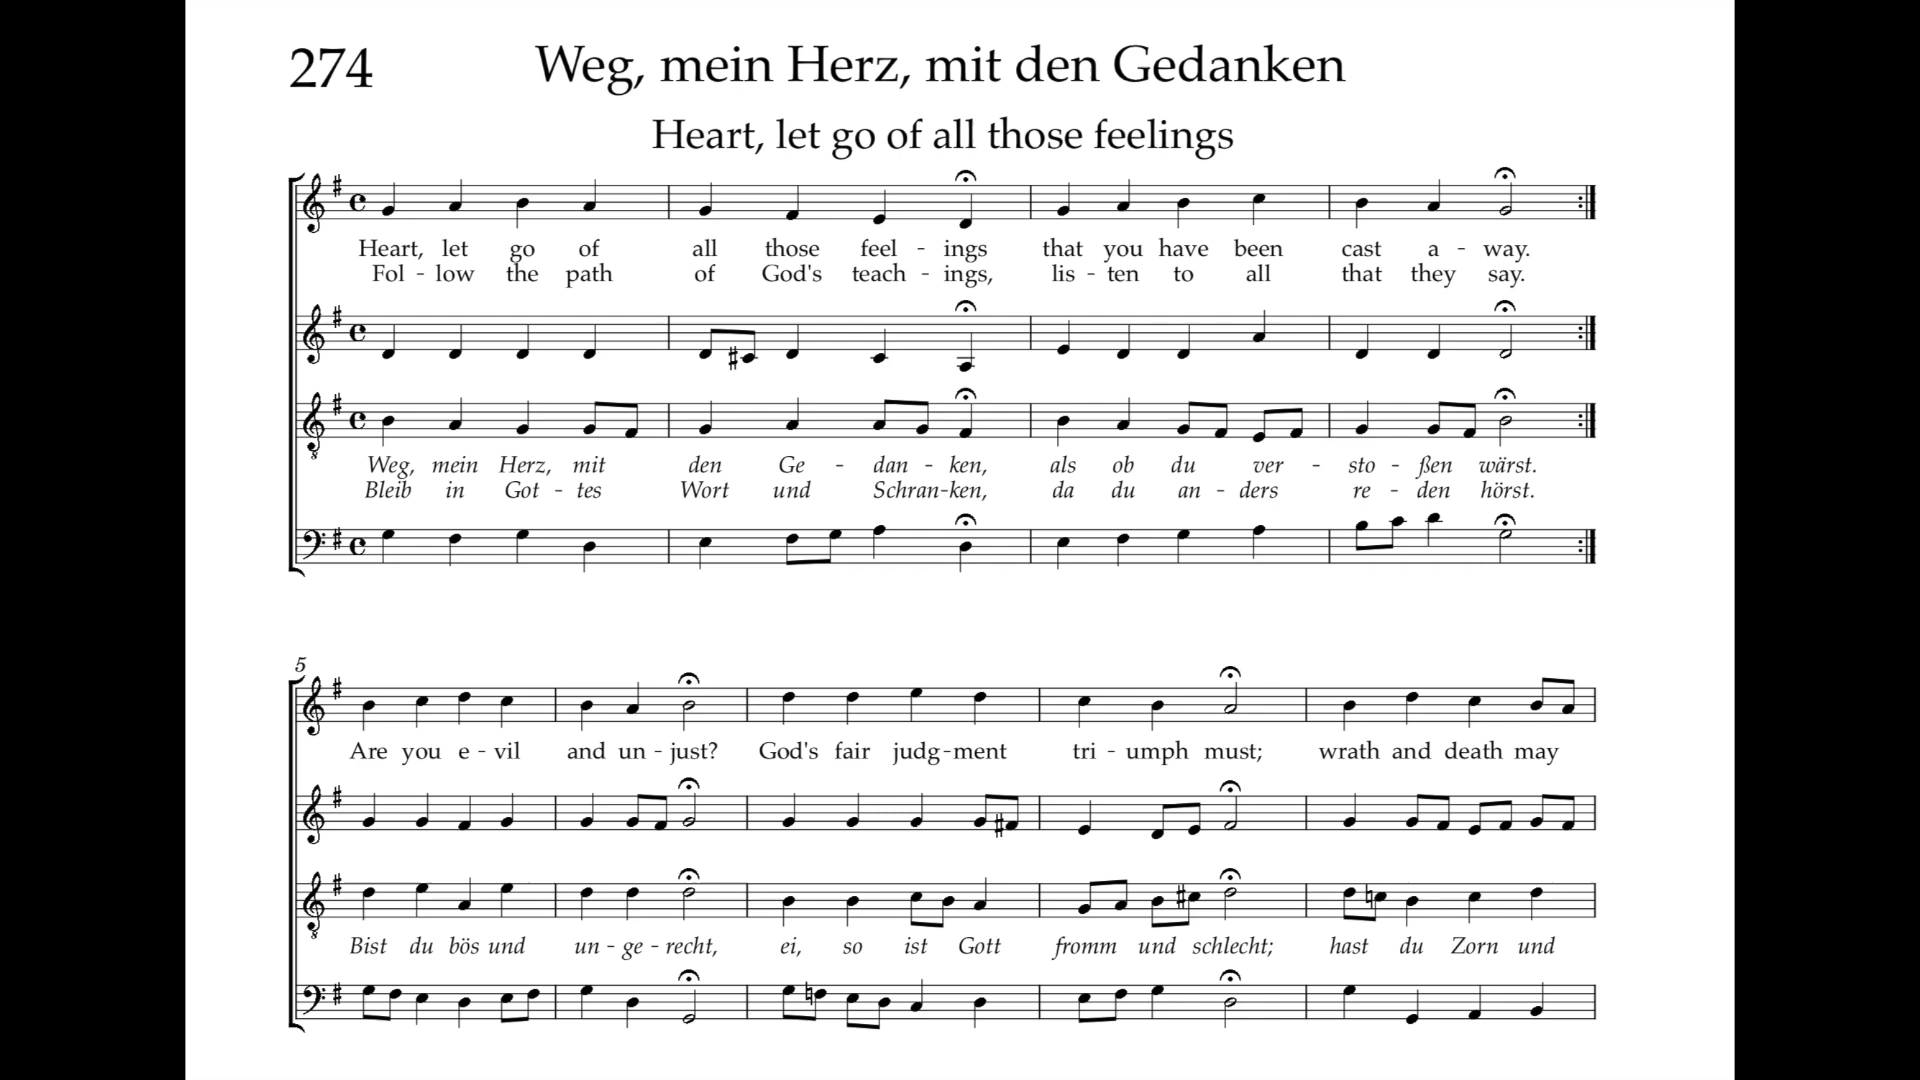 274
Weg, mein Herz, mit den Gedanken
Heart, let go of all those feelings
Heart, let go of all those feel - ings that you have been cast a - way.
Fol - low the path of God's teach - ings, lis - ten to all that they say.
Weg, mein Herz, mit den Ge - dan - ken, als ob du ver - sto - ßen wärst.
Bleib in Got - tes Wort und Schran-ken, da du an - ders re - den hörst.
5
Are you e - vil and un - just? God's fair judg-ment tri - umph must; wrath and death may
Bist du bös und un - ge - recht, ei, so ist Gott fromm und schlecht; hast du Zorn und